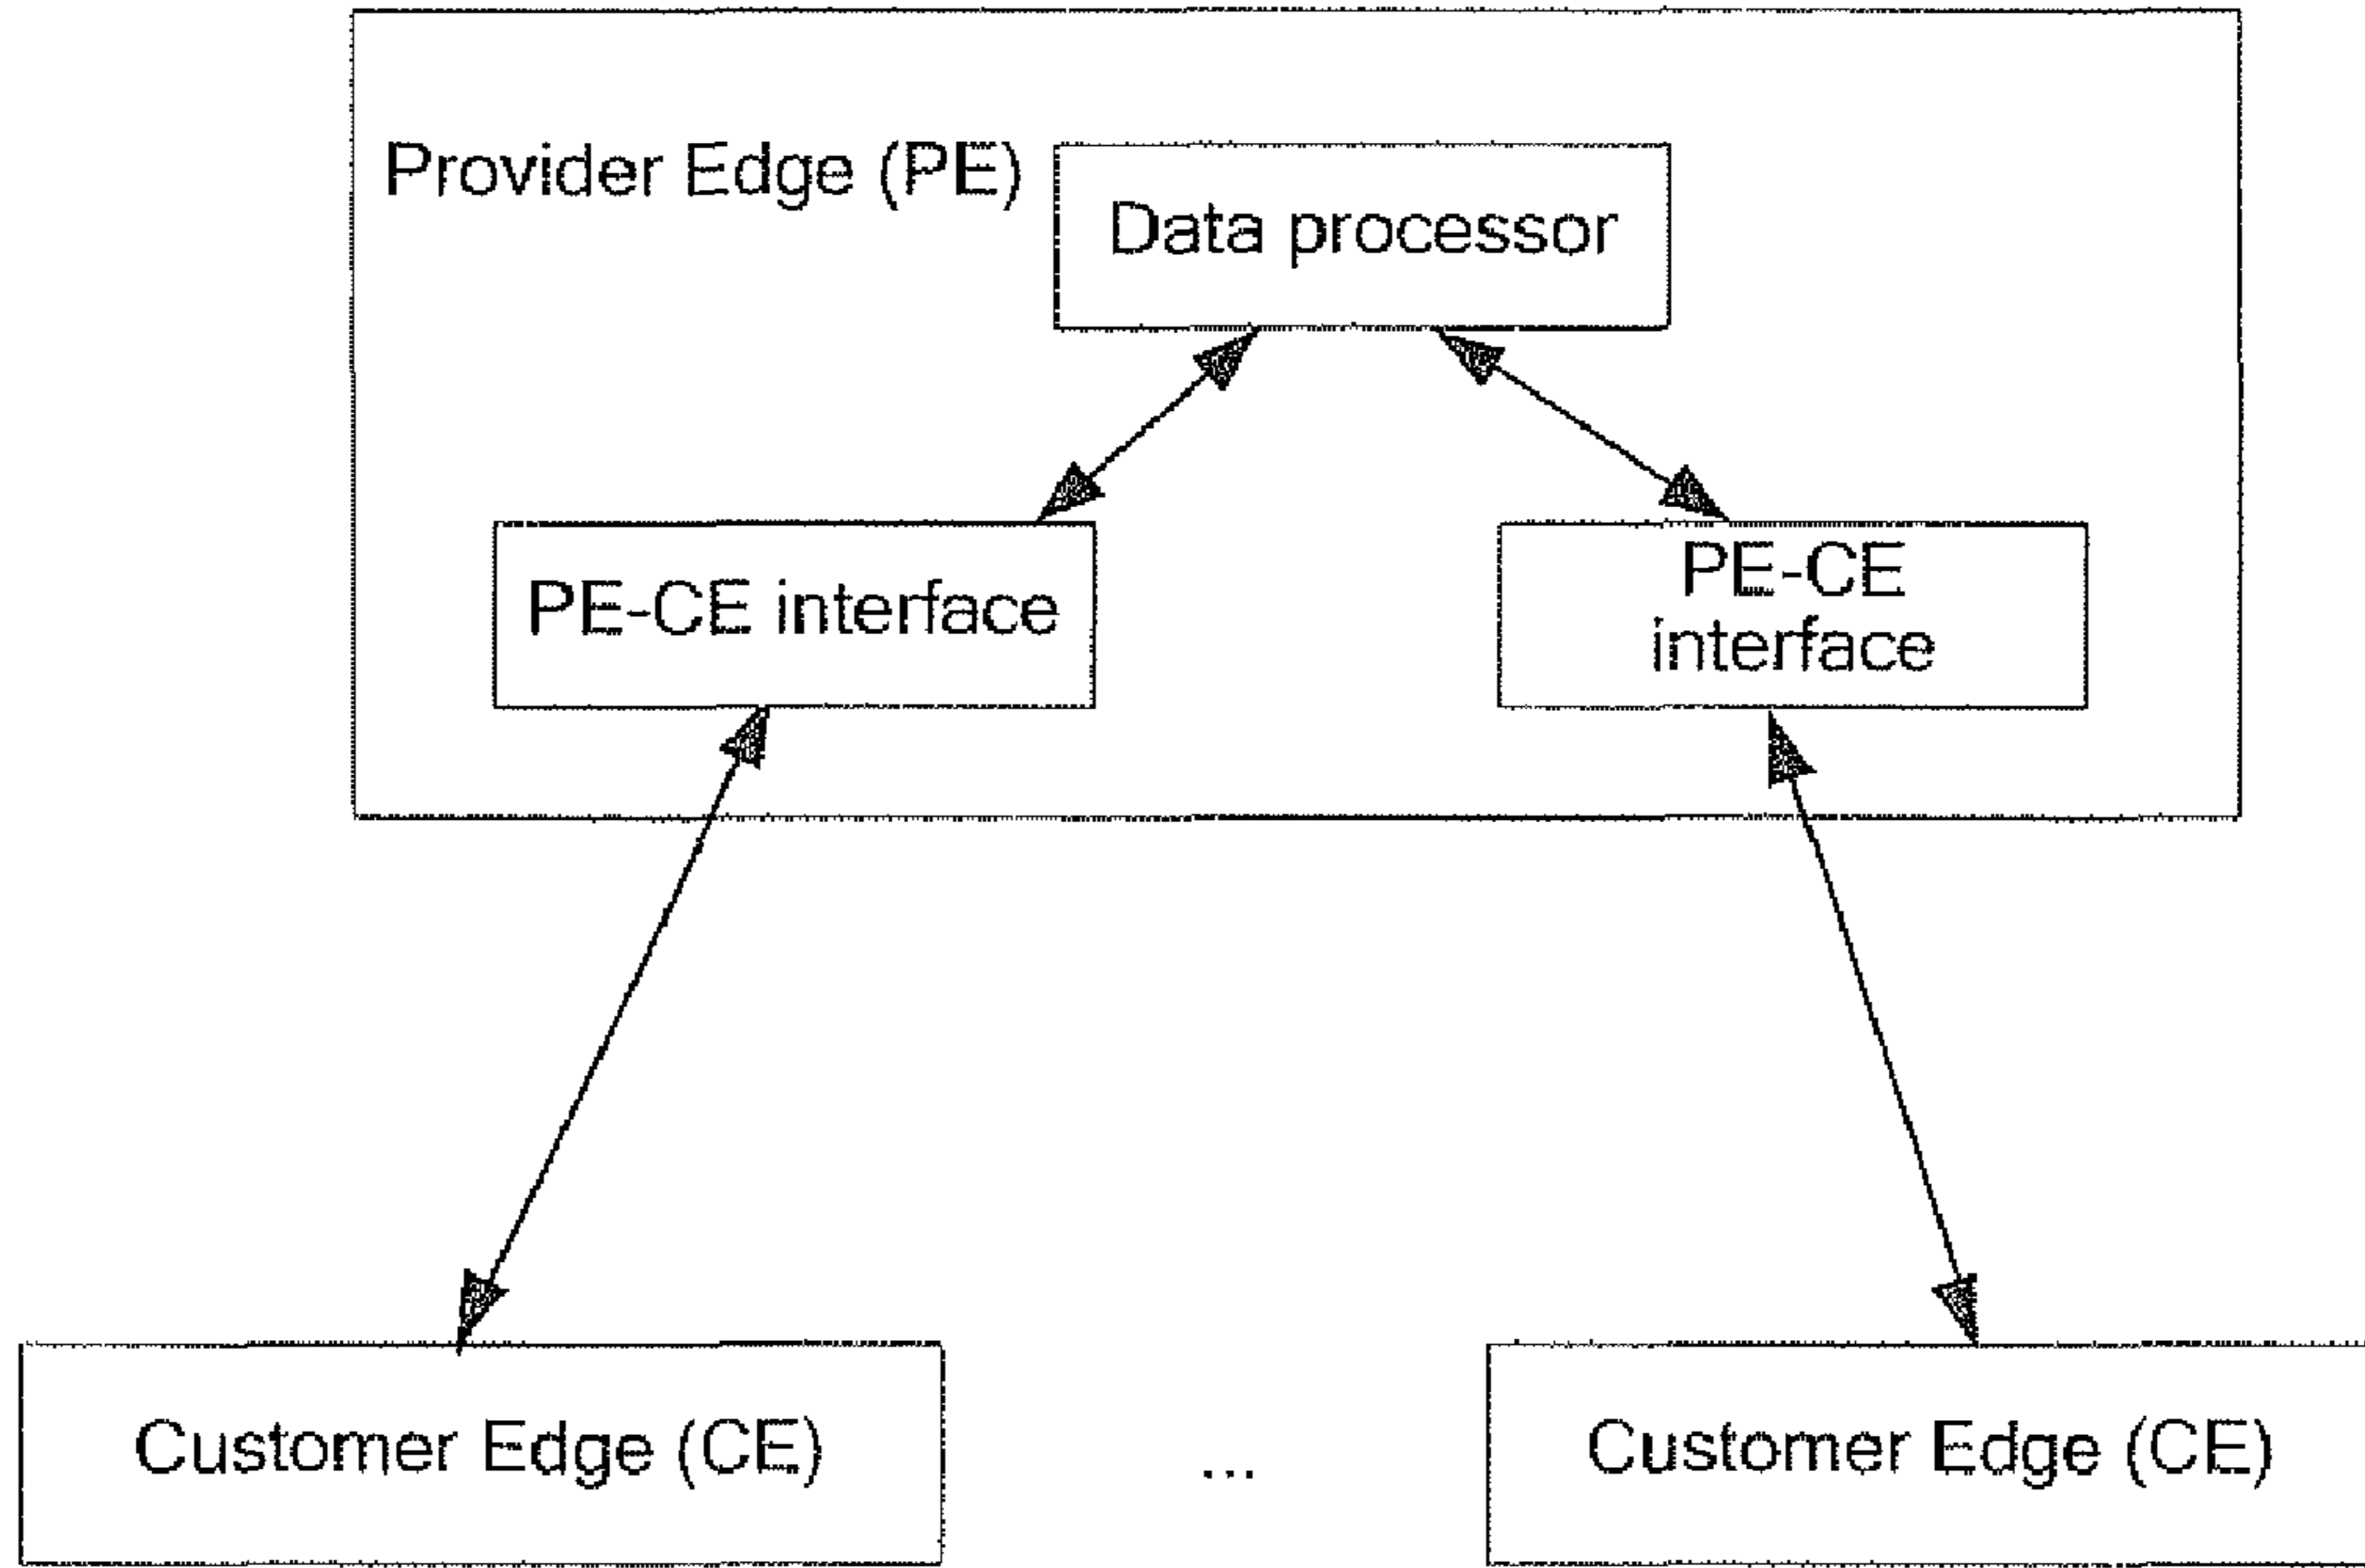 Provider Edge (PE)
Data processor
PE-CE interface
PE-CE
interface
Customer Edge (CE)
...
Customer Edge (CE)